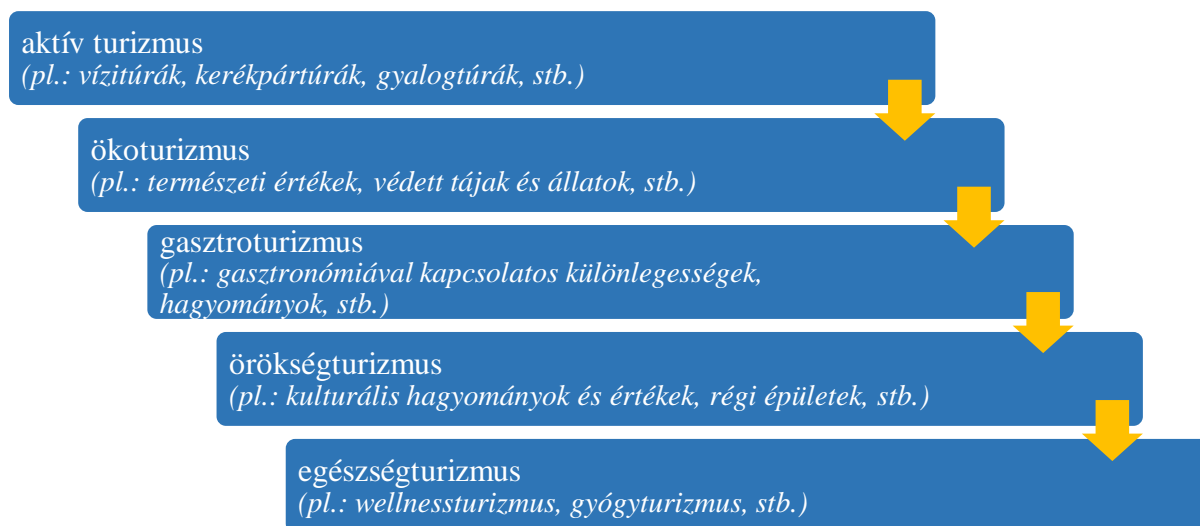 aktív turizmus
(pl.: vízitúrák, kerékpártúrák, gyalogtúrák, stb.)
ökoturizmus
(pl.: természeti értékek, védett tájak és állatok, stb.)
gasztroturizmus
(pl.: gasztronómiával kapcsolatos különlegességek,
hagyományok, stb.)
örökségturizmus
(pl.: kulturális hagyományok és értékek, régi épületek, stb.)
egészségturizmus
(pl.: wellnessturizmus, gyógyturizmus, stb.)